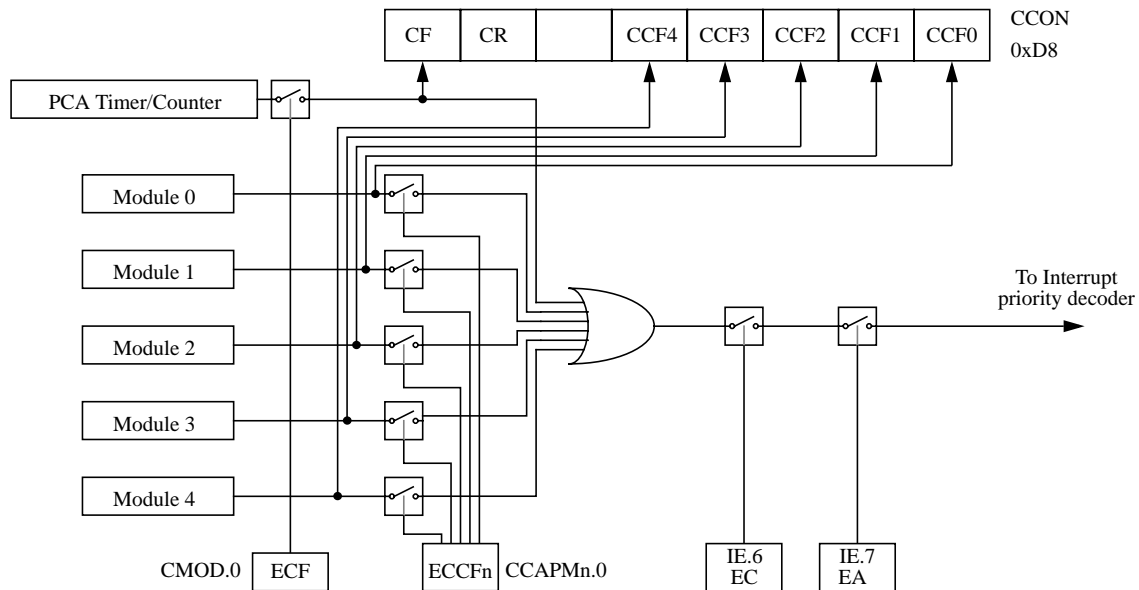 CF CR CCF4 CCF3 CCF2 CCF1 CCF0
CCON
0xD8
PCA Timer/Counter
Module 0
Module 1
Module 2
Module 3
Module 4
To Interrupt
priority decoder
CMOD.0 ECF
ECCFn CCAPMn.0
IE.6
EC
IE.7
EA